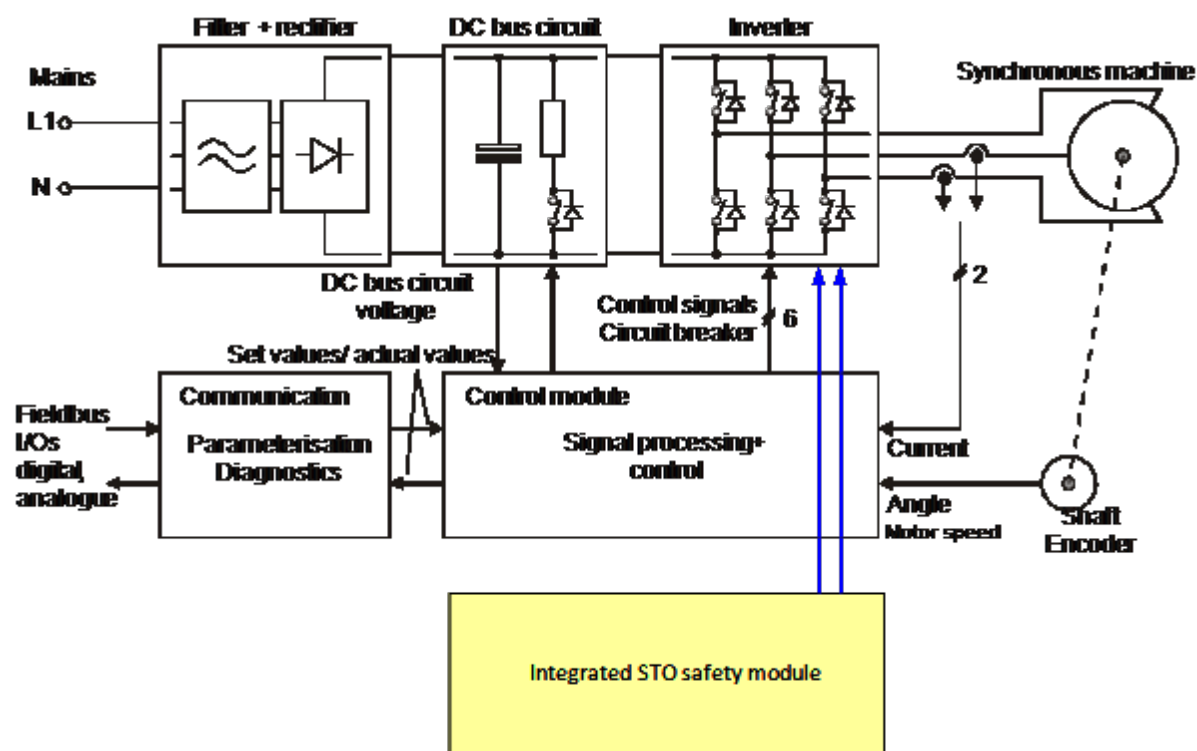 Filter + rectifier
DC bus circuit
Inverter
Mains
Synchronous machine
L1
N
DC bus circuit
voltage
Control signals
Circuit breaker
6
2
Set values/ actual values
Communication
Control module
Fieldbus
I/Os
digital,
analogue
Parameterisation
Diagnostics
Signal processing+
control
Current
Angle
Motor speed
Shaft
Encoder
Integrated STO safety module